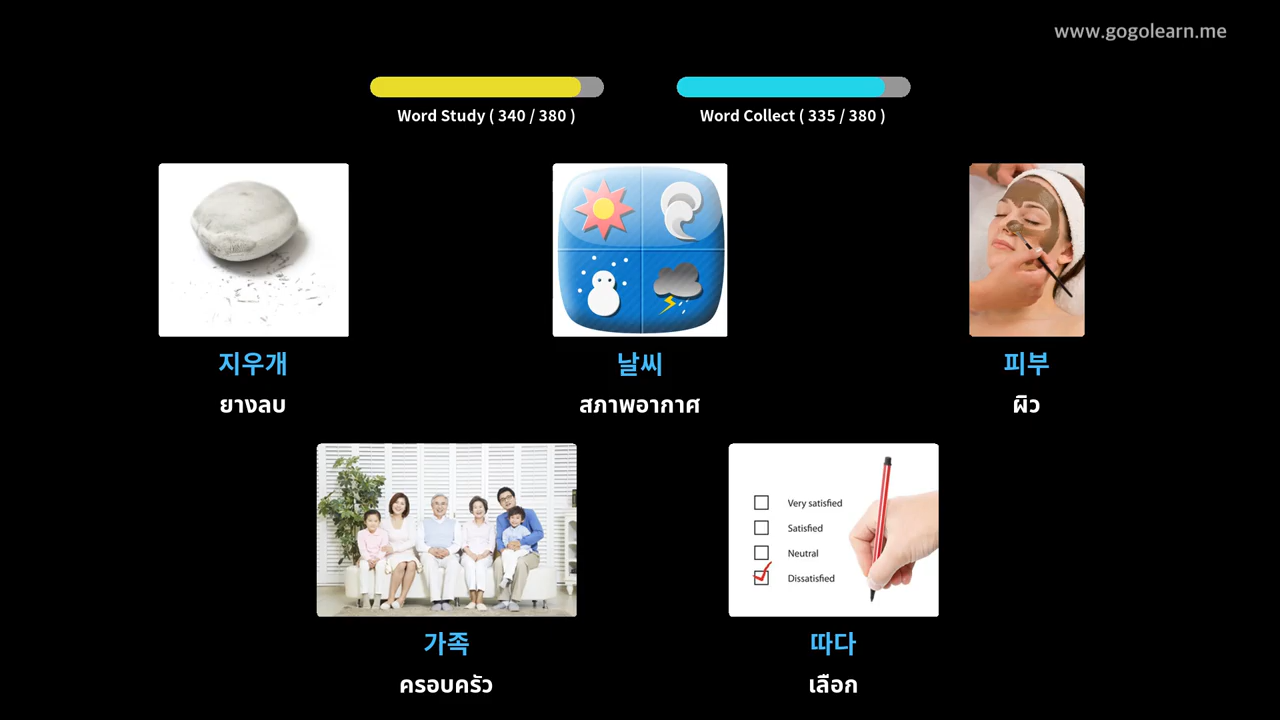 www.gogolearn.me
Word Study ( 340 / 380 )
Word Collect ( 335 / 380 )
지우개
ยางลบ
날씨
สภาพอากาศ
피부
ผิว
가족
ครอบครัว
Very satisfied
Satisfied
Neutral
Dissatisfied
따다
เลือก